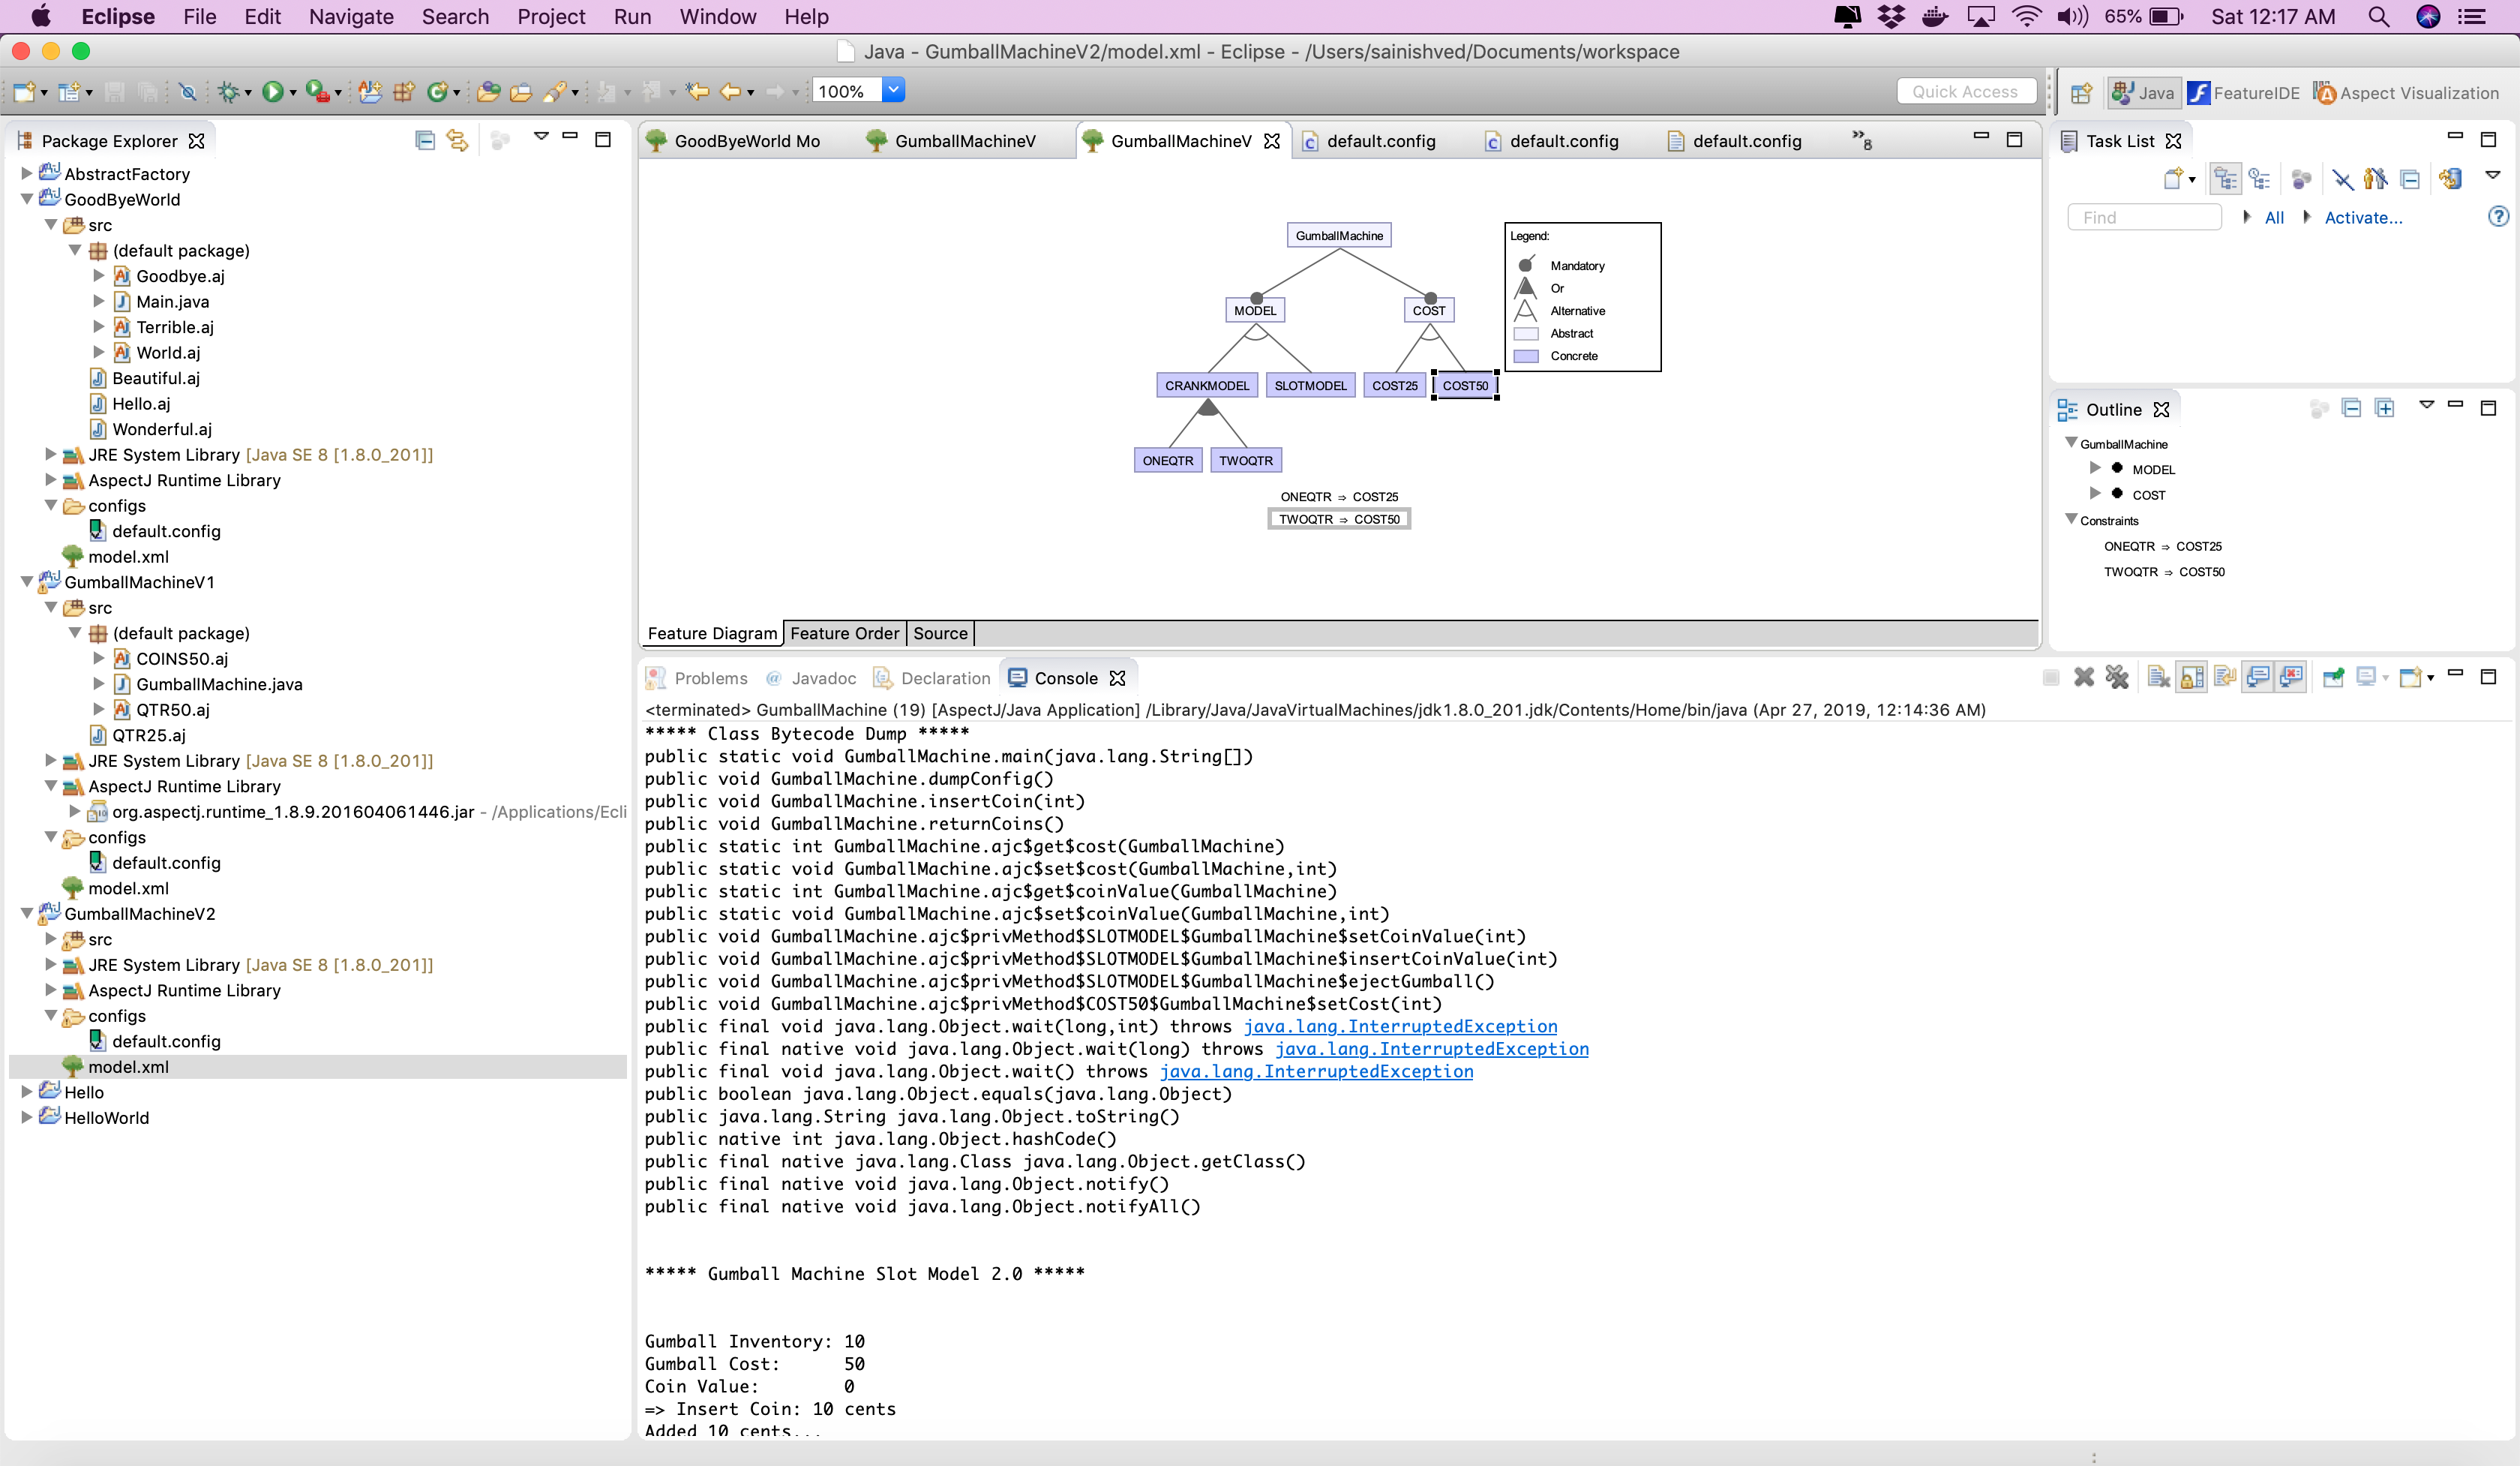 Eclipse File Edit Navigate Search Project Run Window Help 65% Sat 12:17 AM
Java - GumballMachineV2/model.xml - Eclipse - /Users/sainishved/Documents/workspace
100% Quick Access Java FeatureIDE Aspect Visualization
Package Explorer
AbstractFactory
GoodByeWorld
src
(default package)
Goodbye.aj
Main.java
Terrible.aj
World.aj
Beautiful.aj
Hello.aj
Wonderful.aj
JRE System Library [Java SE 8 [1.8.0_201]]
AspectJ Runtime Library
configs
default.config
model.xml
GumballMachineV1
src
(default package)
COINS50.aj
GumballMachine.java
QTR50.aj
QTR25.aj
JRE System Library [Java SE 8 [1.8.0_201]]
AspectJ Runtime Library
org.aspectj.runtime_1.8.9.201604061446.jar - /Applications/Ecli
configs
default.config
model.xml
GumballMachineV2
src
JRE System Library [Java SE 8 [1.8.0_201]]
AspectJ Runtime Library
configs
default.config
model.xml
Hello
HelloWorld
GoodByeWorld Mo GumballMachineV GumballMachineV default.config default.config default.config »8
GumballMachine
MODEL COST
CRANKMODEL SLOTMODEL COST25 COST50
ONEQTR TWOQTR
ONEQTR ⇒ COST25
TWOQTR ⇒ COST50
Legend:
Mandatory
Or
Alternative
Abstract
Concrete
Feature Diagram Feature Order Source
Task List
Find All Activate...
Outline
GumballMachine
MODEL
COST
Constraints
ONEQTR ⇒ COST25
TWOQTR ⇒ COST50
Problems @ Javadoc Declaration Console
<terminated> GumballMachine (19) [AspectJ/Java Application] /Library/Java/JavaVirtualMachines/jdk1.8.0_201.jdk/Contents/Home/bin/java (Apr 27, 2019, 12:14:36 AM)
***** Class Bytecode Dump *****
public static void GumballMachine.main(java.lang.String[])
public void GumballMachine.dumpConfig()
public void GumballMachine.insertCoin(int)
public void GumballMachine.returnCoins()
public static int GumballMachine.ajc$get$cost(GumballMachine)
public static void GumballMachine.ajc$set$cost(GumballMachine,int)
public static int GumballMachine.ajc$get$coinValue(GumballMachine)
public static void GumballMachine.ajc$set$coinValue(GumballMachine,int)
public void GumballMachine.ajc$privMethod$SLOTMODEL$GumballMachine$setCoinValue(int)
public void GumballMachine.ajc$privMethod$SLOTMODEL$GumballMachine$insertCoinValue(int)
public void GumballMachine.ajc$privMethod$SLOTMODEL$GumballMachine$ejectGumball()
public void GumballMachine.ajc$privMethod$COST50$GumballMachine$setCost(int)
public final void java.lang.Object.wait(long,int) throws java.lang.InterruptedException
public final native void java.lang.Object.wait(long) throws java.lang.InterruptedException
public final void java.lang.Object.wait() throws java.lang.InterruptedException
public boolean java.lang.Object.equals(java.lang.Object)
public java.lang.String java.lang.Object.toString()
public native int java.lang.Object.hashCode()
public final native java.lang.Class java.lang.Object.getClass()
public final native void java.lang.Object.notify()
public final native void java.lang.Object.notifyAll()
***** Gumball Machine Slot Model 2.0 *****
Gumball Inventory: 10
Gumball Cost: 50
Coin Value: 0
=> Insert Coin: 10 cents
Added 10 cents...